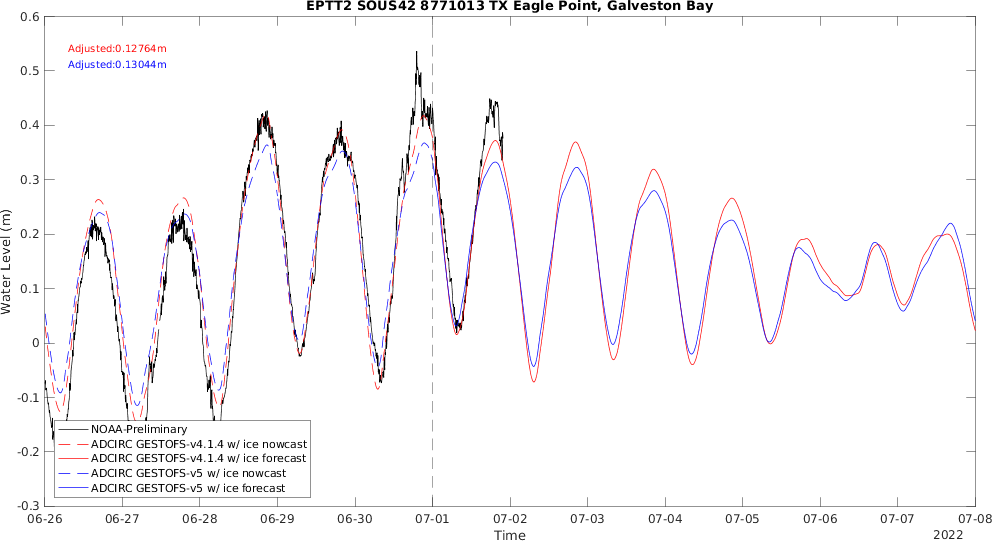 EPTT2 SOUS42 8771013 TX Eagle Point, Galveston Bay
Adjusted:0.12764m
Adjusted:0.13044m
0.6
0.5
0.4
0.3
0.2
0.1
0
-0.1
-0.2
-0.3
Water Level (m)
NOAA-Preliminary
ADCIRC GESTOFS-v4.1.4 w/ ice nowcast
ADCIRC GESTOFS-v4.1.4 w/ ice forecast
ADCIRC GESTOFS-v5 w/ ice nowcast
ADCIRC GESTOFS-v5 w/ ice forecast
06-26 06-27 06-28 06-29 06-30 07-01 07-02 07-03 07-04 07-05 07-06 07-07 07-08
Time
2022